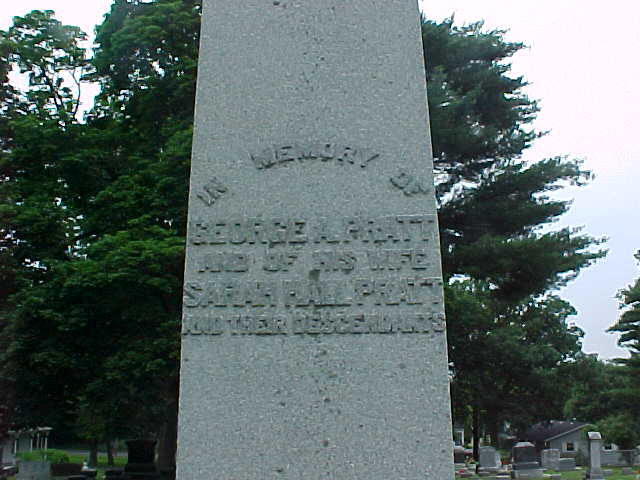 IN MEMORY OF
GEORGE A. PRATT
AND OF HIS WIFE
SARAH HALL PRATT
AND THEIR DESCENDANTS